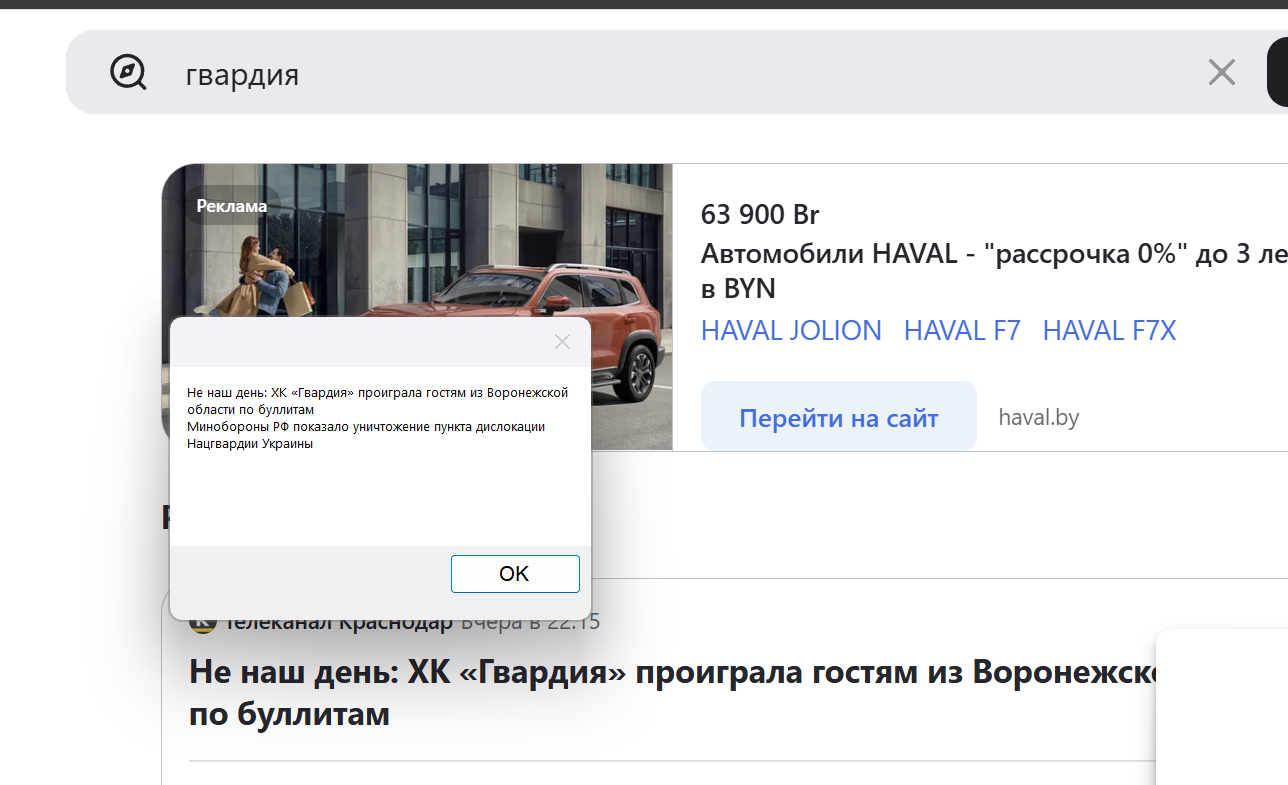 гвардия
Реклама
63 900 Br
Автомобили HAVAL - "рассрочка 0%" до 3 ле
в BYN
HAVAL JOLION HAVAL F7 HAVAL F7X
Перейти на сайт haval.by
Не наш день: ХК «Гвардия» проиграла гостям из Воронежской
области по буллитам
Минобороны РФ показало уничтожение пункта дислокации
Нацгвардии Украины
OK
Телеканал Краснодар Вчера в 22:15
Не наш день: ХК «Гвардия» проиграла гостям из Воронежско
по буллитам